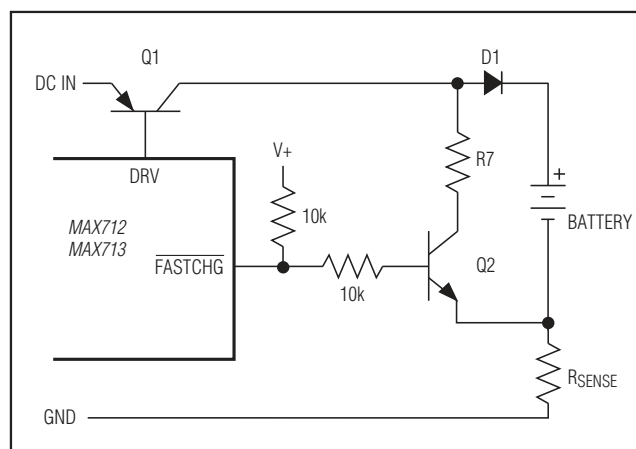 Q1
D1
DC IN
V+
R7
DRV
10k
+
MAX712
MAX713
BATTERY
FASTCHG
Q2
10k
RSENSE
GND